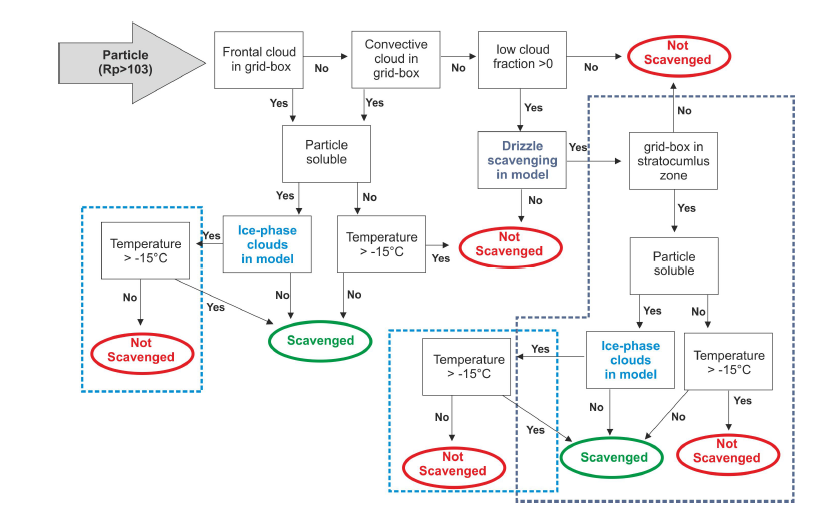 Particle
(Rp>103)
Frontal cloud
in grid-box
No
Convective
cloud in
grid-box
No
low cloud
fraction >0
No
Not
Scavenged
Yes
Yes
Yes
No
Particle
soluble
Drizzle
scavenging
in model
Yes
grid-box in
stratocumlus
zone
Yes
No
No
Yes
Temperature
> -15°C
Yes
Ice-phase
clouds
in model
Temperature
> -15°C
Yes
Not
Scavenged
Particle
soluble
No
Yes
No
No
Yes
No
Not
Scavenged
Scavenged
Temperature
> -15°C
Yes
Ice-phase
clouds
in model
Temperature
> -15°C
No
Yes
No
No
Yes
Not
Scavenged
Scavenged
Not
Scavenged